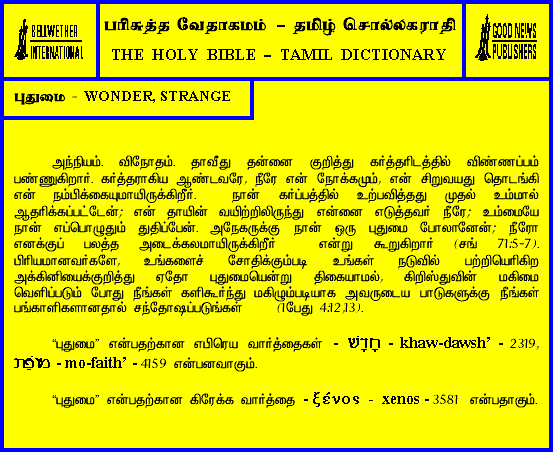 BELLWETHER
INTERNATIONAL
பரிசுத்த வேதாகமம் – தமிழ் சொல்லகராதி
THE HOLY BIBLE – TAMIL DICTIONARY
GOOD NEWS
PUBLISHERS
புதுமை - WONDER, STRANGE
அந்நியம். விநோதம். தாவீது தன்னை குறித்து கர்த்தரிடத்தில் விண்ணப்பம்
பண்ணுகிறார். கர்த்தராகிய ஆண்டவரே, நீரே என் நோக்கமும், என் சிறுவயது தொடங்கி
என் நம்பிக்கையுமாயிருக்கிறீர். நான் கர்ப்பத்தில் உற்பவித்தது முதல் உம்மால்
ஆதரிக்கப்பட்டேன்; என் தாயின் வயிற்றிலிருந்து என்னை எடுத்தவர் நீரே; உம்மையே
நான் எப்பொழுதும் துதிப்பேன். அநேகருக்கு நான் ஒரு புதுமை போலானேன்; நீரோ
எனக்குப் பலத்த அடைக்கலமாயிருக்கிறீர் என்று கூறுகிறார் (சங் 71:5-7).
பிரியமானவர்களே, உங்களைச் சோதிக்கும்படி உங்கள் நடுவில் பற்றியெரிகிற
அக்கினியைக்குறித்து ஏதோ புதுமையென்று திகையாமல், கிறிஸ்துவின் மகிமை
வெளிப்படும் போது நீங்கள் களிகூர்ந்து மகிழும்படியாக அவருடைய பாடுகளுக்கு நீங்கள்
பங்காளிகளானதால் சந்தோஷப்படுங்கள் (1பேது 4:12,13).
“புதுமை” என்பதற்கான எபிரெய வார்த்தைகள் - חָדָשׁ - khaw-dawsh' - 2319,
מוֹפֵת - mo-faith' - 4159 என்பனவாகும்.
“புதுமை” என்பதற்கான கிரேக்க வார்த்தை - ξένος - xenos - 3581 என்பதாகும்.